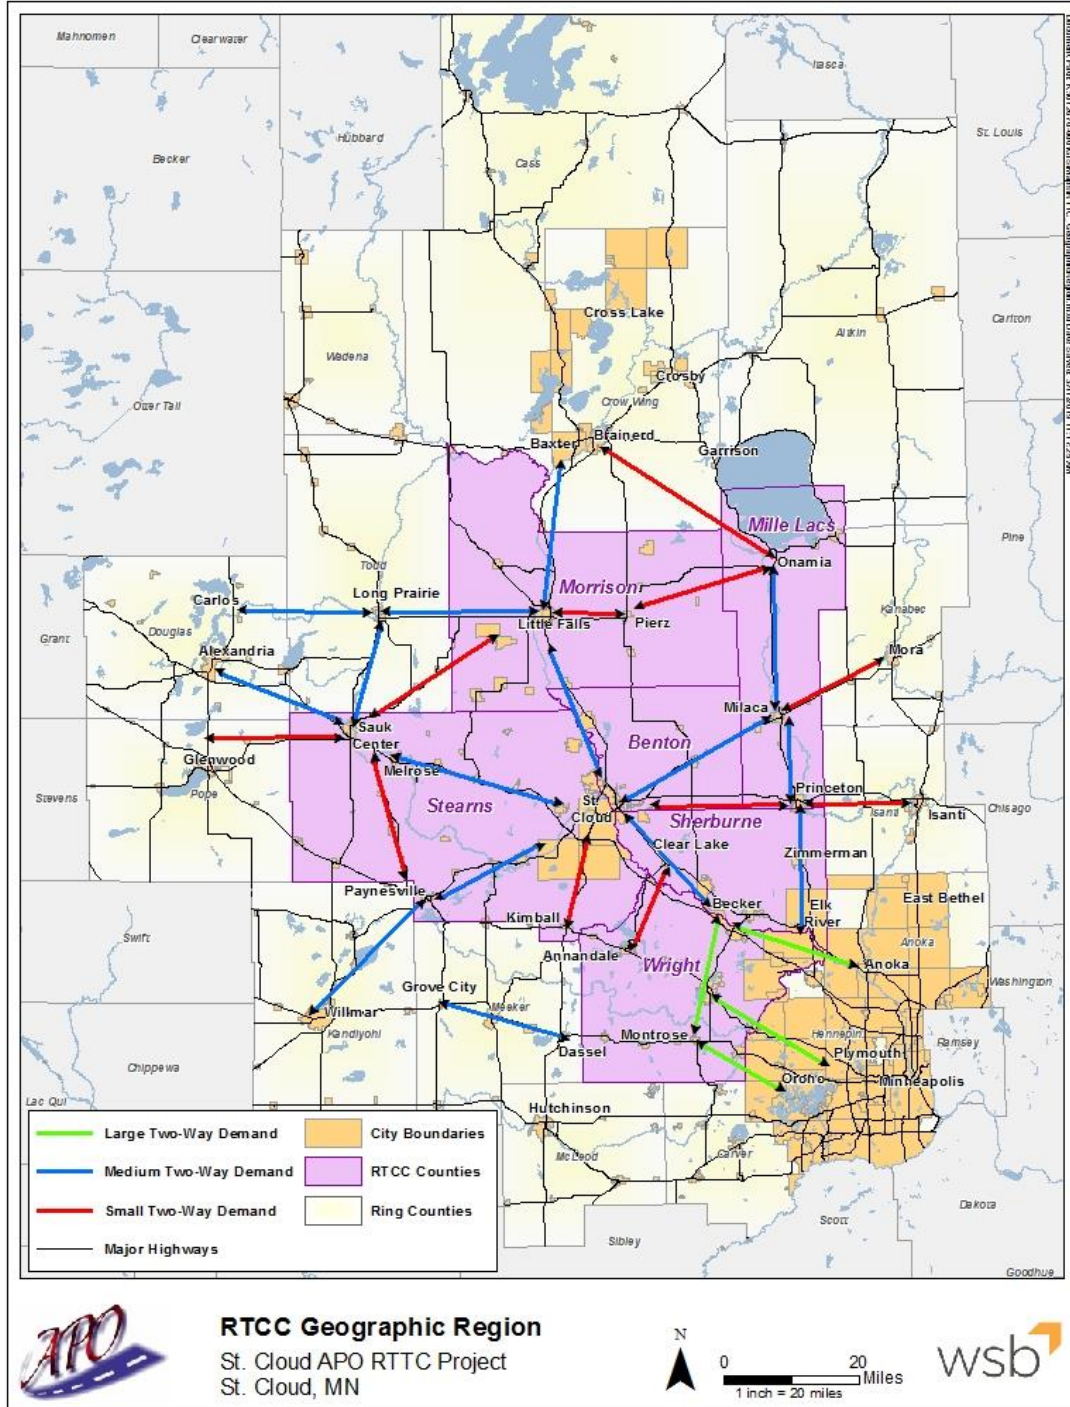 Mahnomen
Clearwater
Itasca
St. Louis
Hubbard
Becker
Cass
Cross Lake
Carlton
Aitkin
Wadena
Crosby
Otter Tail
Crow Wing
Baxter
Brainerd
Garrison
Mille Lacs
Pine
Onamia
Todd
Morrison
Carlos
Long Prairie
Kanabec
Little Falls
Pierz
Grant
Douglas
Alexandria
Mora
Milaca
Sauk
Center
Benton
Glenwood
Melrose
Princeton
Stevens
Pope
Stearns
St.
Cloud
Sherburne
Isanti
Isanti
Chisago
Clear Lake
Zimmerman
Paynesville
Becker
Elk
River
East Bethel
Kimball
Swift
Annandale
Wright
Anoka
Anoka
Washington
Grove City
Meeker
Willmar
Kandiyohi
Montrose
Hennepin
Ramsey
Dassel
Plymouth
Chippewa
Orono
Minneapolis
Lac Qui
Hutchinson
McLeod
Carver
Dakota
Scott
Sibley
Goodhue
Large Two-Way Demand
City Boundaries
Medium Two-Way Demand
RTCC Counties
Small Two-Way Demand
Ring Counties
Major Highways
APO
RTCC Geographic Region
St. Cloud APO RTTC Project
St. Cloud, MN
N
0 20
Miles
1 inch = 20 miles
wsb